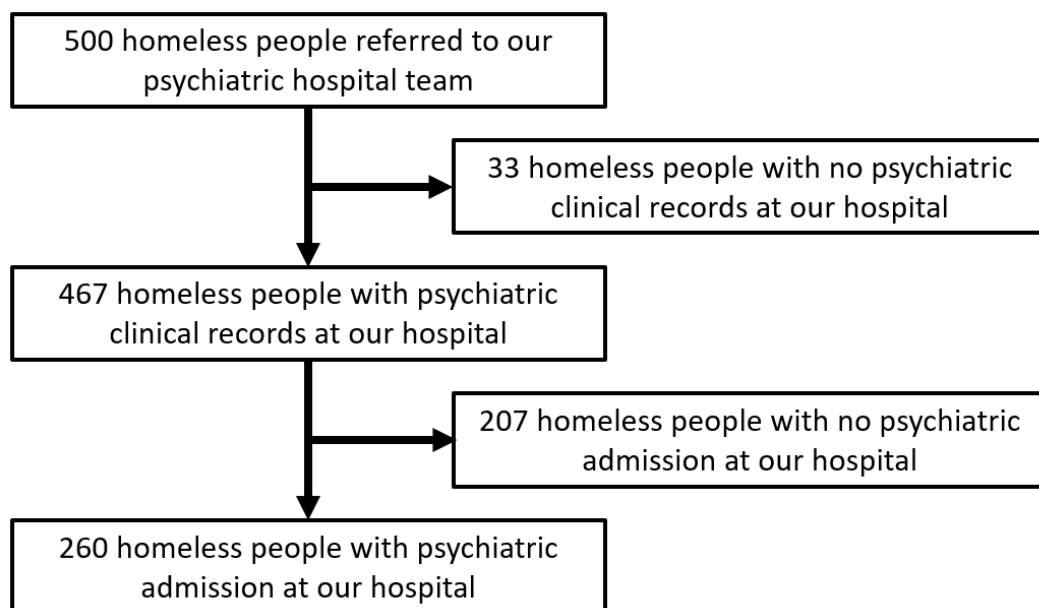 500 homeless people referred to our
psychiatric hospital team
33 homeless people with no psychiatric
clinical records at our hospital
467 homeless people with psychiatric
clinical records at our hospital
207 homeless people with no psychiatric
admission at our hospital
260 homeless people with psychiatric
admission at our hospital